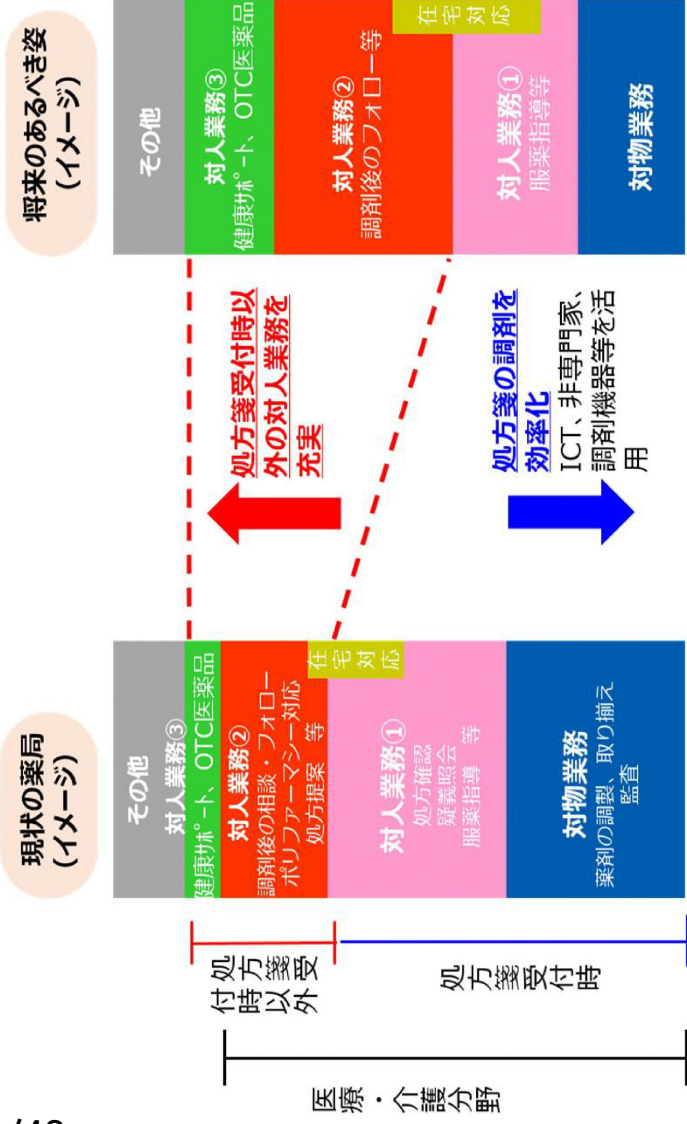 現状の薬局
(イメージ)
将来のあるべき姿
(イメージ)
医療・介護分野
処方箋受
付時以外
処方箋受付時
その他
対人業務③
健康サポート、OTC医薬品
対人業務②
調剤後の相談・フォロー
ポリファーマシー対応
処方提案 等
在宅対応
対人業務①
処方確認
疑義照会
服薬指導 等
対物業務
薬剤の調製、取り揃え
監査
処方箋受付時以
外の対人業務を
充実
処方箋の調剤を
効率化
ICT、非専門家、
調剤機器等を活
用
その他
対人業務③
健康サポート、OTC医薬品
対人業務②
調剤後のフォロー等
在宅対応
対人業務①
服薬指導等
対物業務